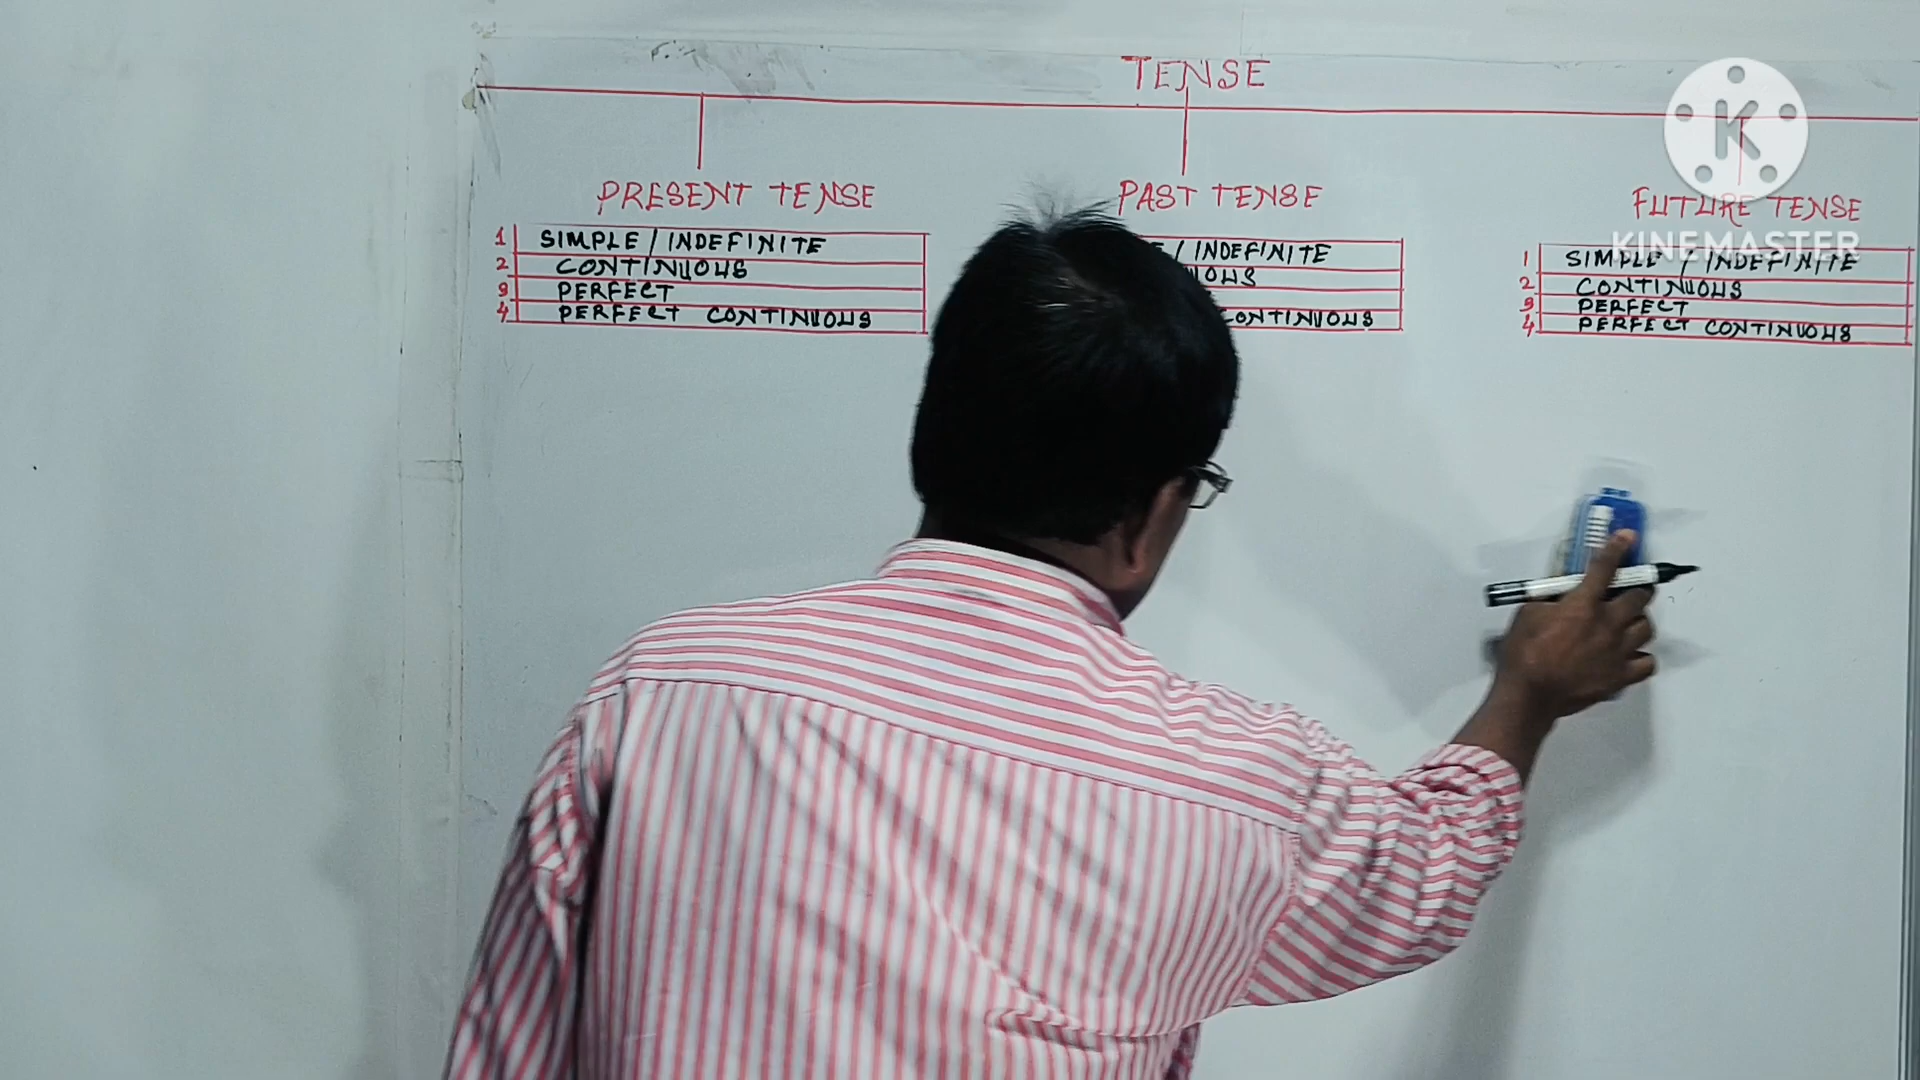 TENSE
PRESENT TENSE
1 SIMPLE / INDEFINITE
2 CONTINUOUS
3 PERFECT
4 PERFECT CONTINUOUS
PAST TENSE
/ INDEFINITE
CONTINUOUS
FUTURE TENSE
1 SIMPLE / INDEFINITE
2 CONTINUOUS
3 PERFECT
4 PERFECT CONTINUOUS
K
KINEMASTER